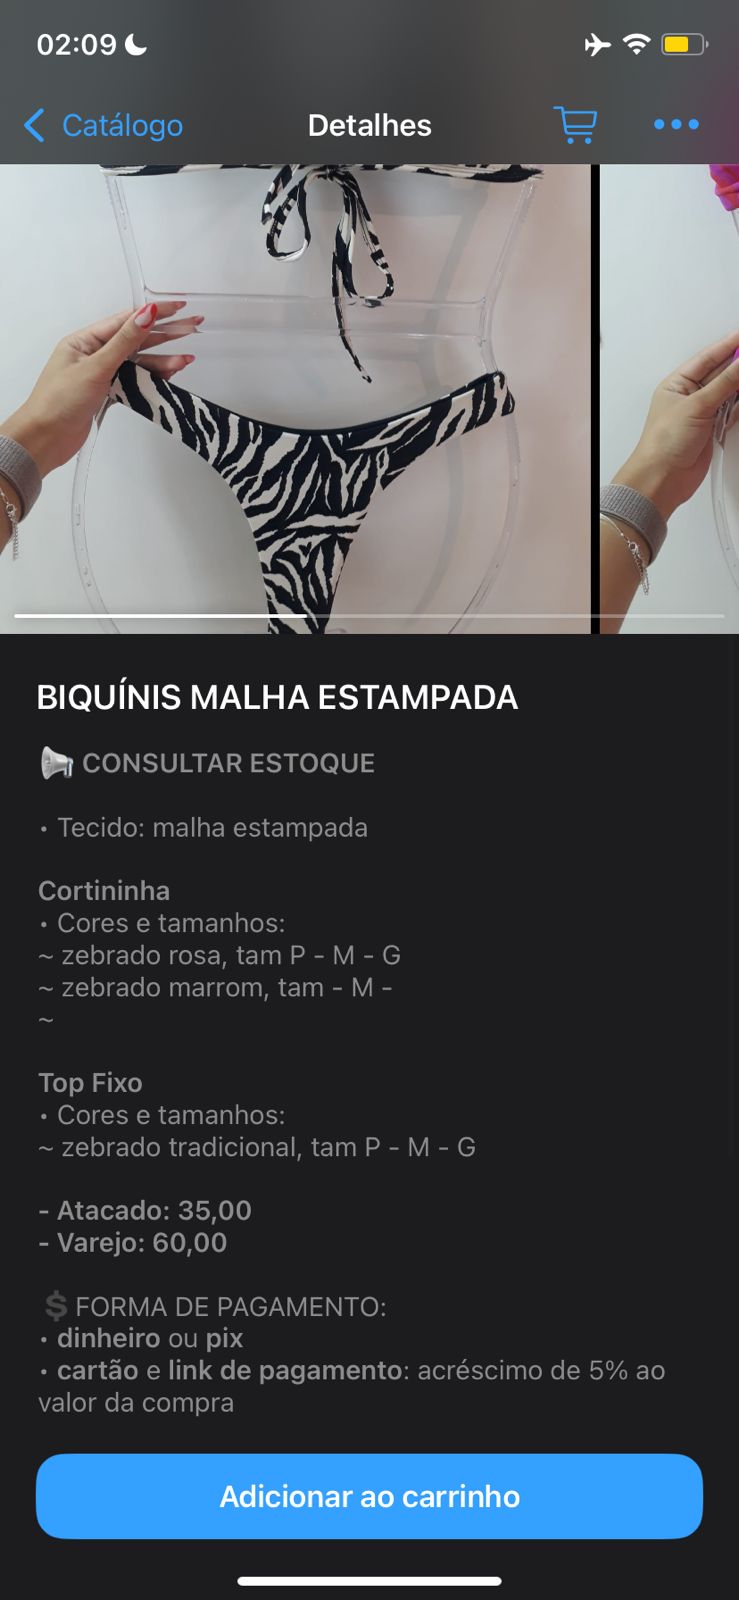 02:09
Catálogo
Detalhes
BIQUÍNIS MALHA ESTAMPADA
📢 CONSULTAR ESTOQUE
• Tecido: malha estampada
Cortininha
• Cores e tamanhos:
~ zebrado rosa, tam P - M - G
~ zebrado marrom, tam - M -
~
Top Fixo
• Cores e tamanhos:
~ zebrado tradicional, tam P - M - G
- Atacado: 35,00
- Varejo: 60,00
💲FORMA DE PAGAMENTO:
• dinheiro ou pix
• cartão e link de pagamento: acréscimo de 5% ao
valor da compra
Adicionar ao carrinho